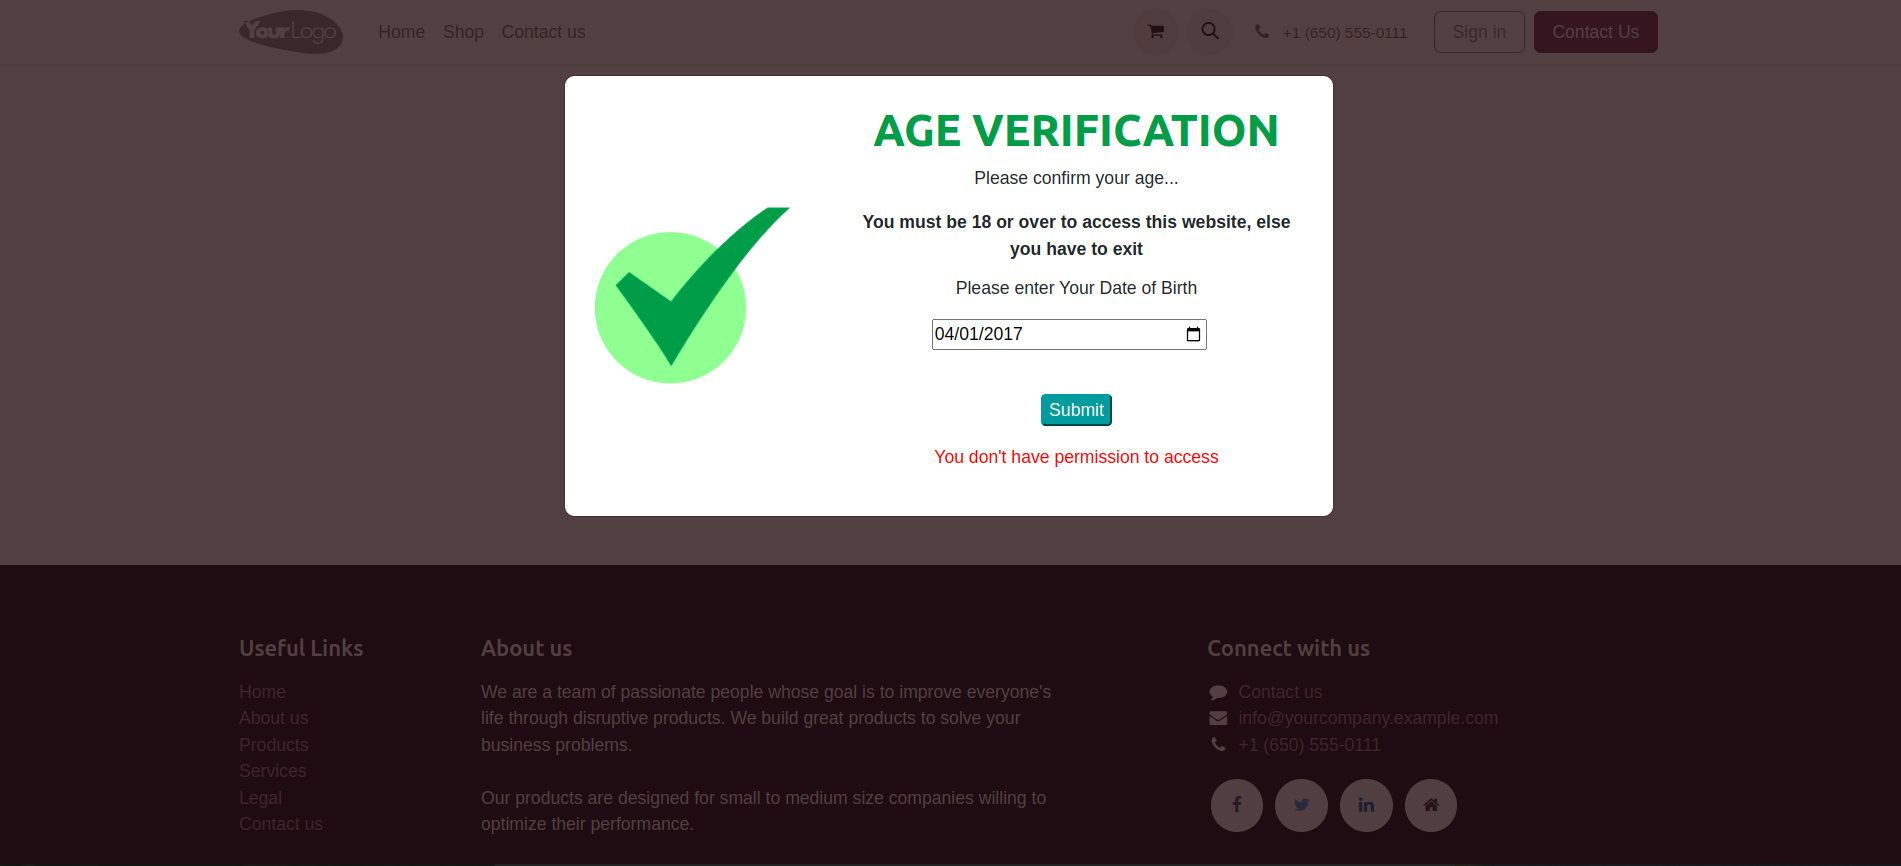 YourLogo Home Shop Contact us +1 (650) 555-0111 Sign in Contact Us
AGE VERIFICATION
Please confirm your age...
You must be 18 or over to access this website, else
you have to exit
Please enter Your Date of Birth
04/01/2017
Submit
You don't have permission to access
Useful Links
Home
About us
Products
Services
Legal
Contact us
About us
We are a team of passionate people whose goal is to improve everyone's
life through disruptive products. We build great products to solve your
business problems.
Our products are designed for small to medium size companies willing to
optimize their performance.
Connect with us
Contact us
info@yourcompany.example.com
+1 (650) 555-0111